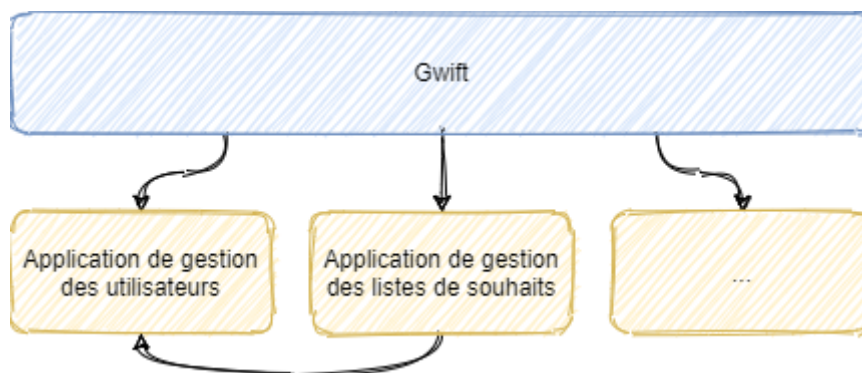 Gwift
Application de gestion
des utilisateurs
Application de gestion
des listes de souhaits
...